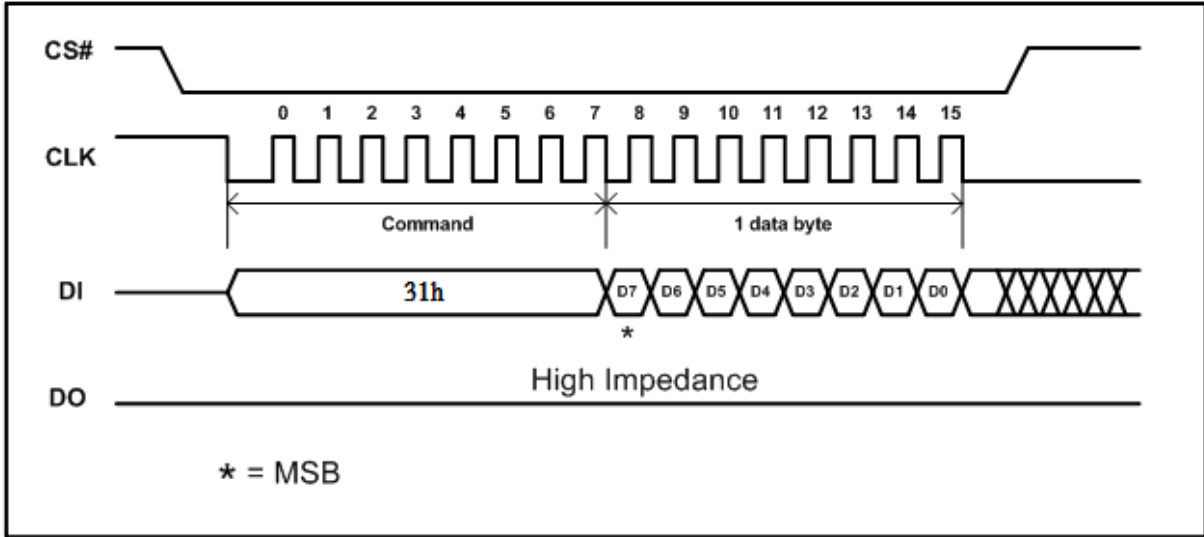 CS#
0 1 2 3 4 5 6 7 8 9 10 11 12 13 14 15
CLK
Command 1 data byte
DI 31h D7 D6 D5 D4 D3 D2 D1 D0
*
High Impedance
DO
* = MSB